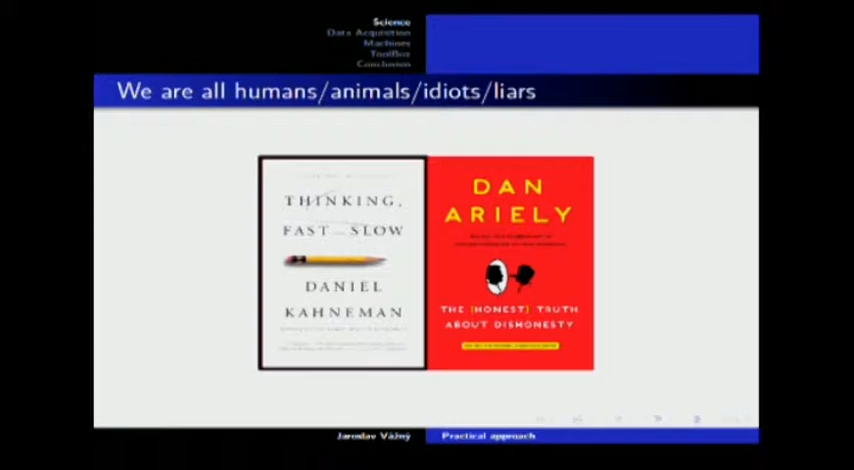 Science
Data Acquisition
Machines
ToolBox
Conclusion
We are all humans/animals/idiots/liars
THINKING,
FAST AND SLOW
DANIEL
KAHNEMAN
DAN
ARIELY
THE (HONEST) TRUTH
ABOUT DISHONESTY
Jaroslav Vážný
Practical approach